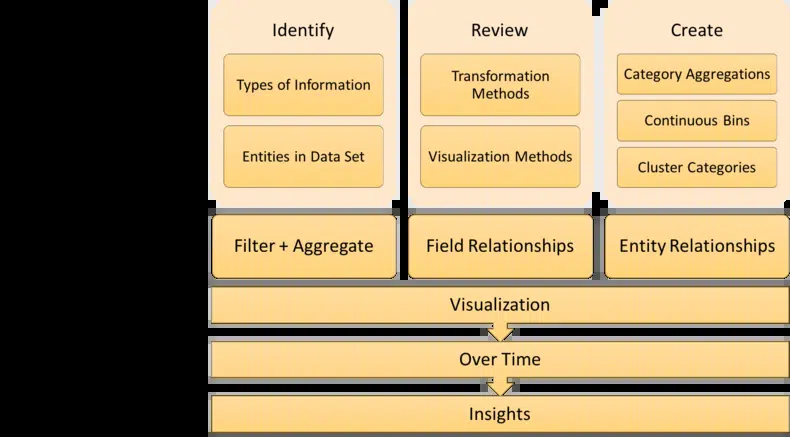 Identify
Types of Information
Entities in Data Set
Review
Transformation
Methods
Visualization Methods
Create
Category Aggregations
Continuous Bins
Cluster Categories
Filter + Aggregate
Field Relationships
Entity Relationships
Visualization
Over Time
Insights